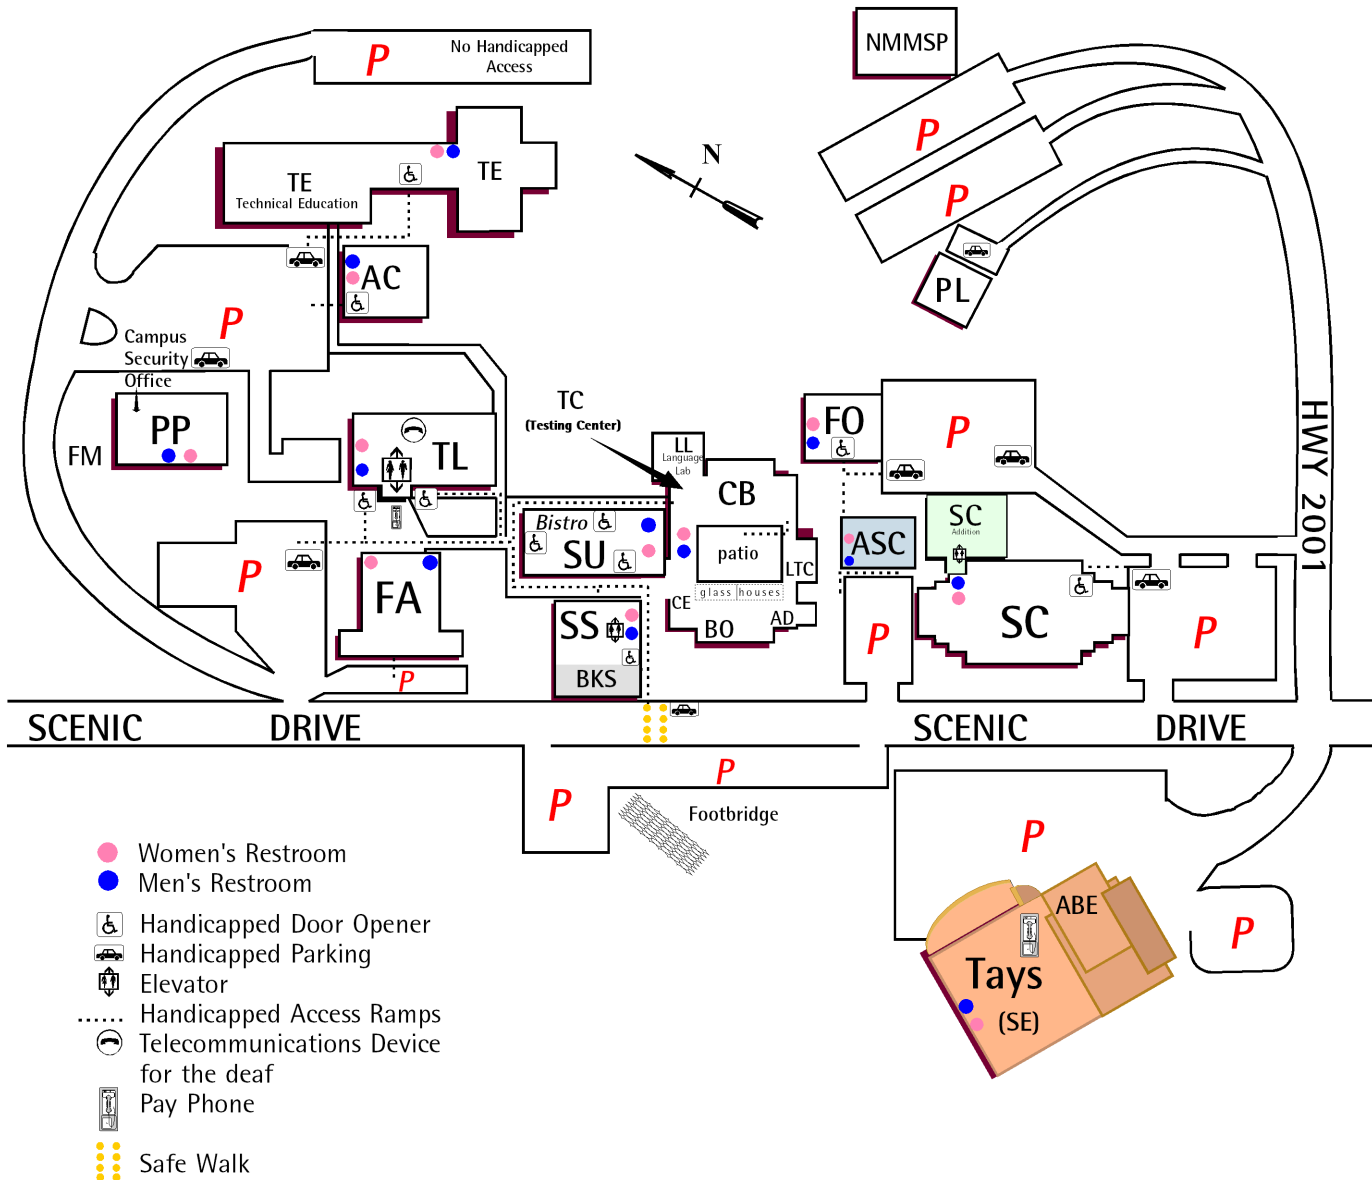 NMMSP
P
No Handicapped
Access
P
P
TE
Technical Education
TE
N
P
AC
PL
P
Campus
Security
Office
PP
FM
TL
TC
(Testing Center)
LL
Language
Lab
CB
FO
P
HWY 2001
Bistro
SU
patio
LTC
glass houses
ASC
SC
Addition
P
FA
SS
BKS
CE
BO
AD
P
SC
P
P
SCENIC DRIVE SCENIC DRIVE
P
P
Footbridge
P
ABE
P
Tays
(SE)
Women's Restroom
Men's Restroom
Handicapped Door Opener
Handicapped Parking
Elevator
Handicapped Access Ramps
Telecommunications Device
for the deaf
Pay Phone
Safe Walk